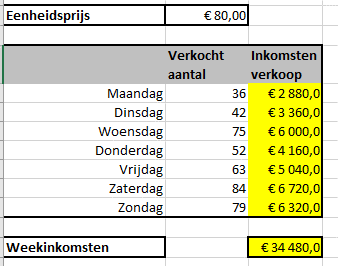 Eenheidsprijs € 80,00
Verkocht Inkomsten
aantal verkoop
Maandag 36 € 2 880,0
Dinsdag 42 € 3 360,0
Woensdag 75 € 6 000,0
Donderdag 52 € 4 160,0
Vrijdag 63 € 5 040,0
Zaterdag 84 € 6 720,0
Zondag 79 € 6 320,0
Weekinkomsten € 34 480,0